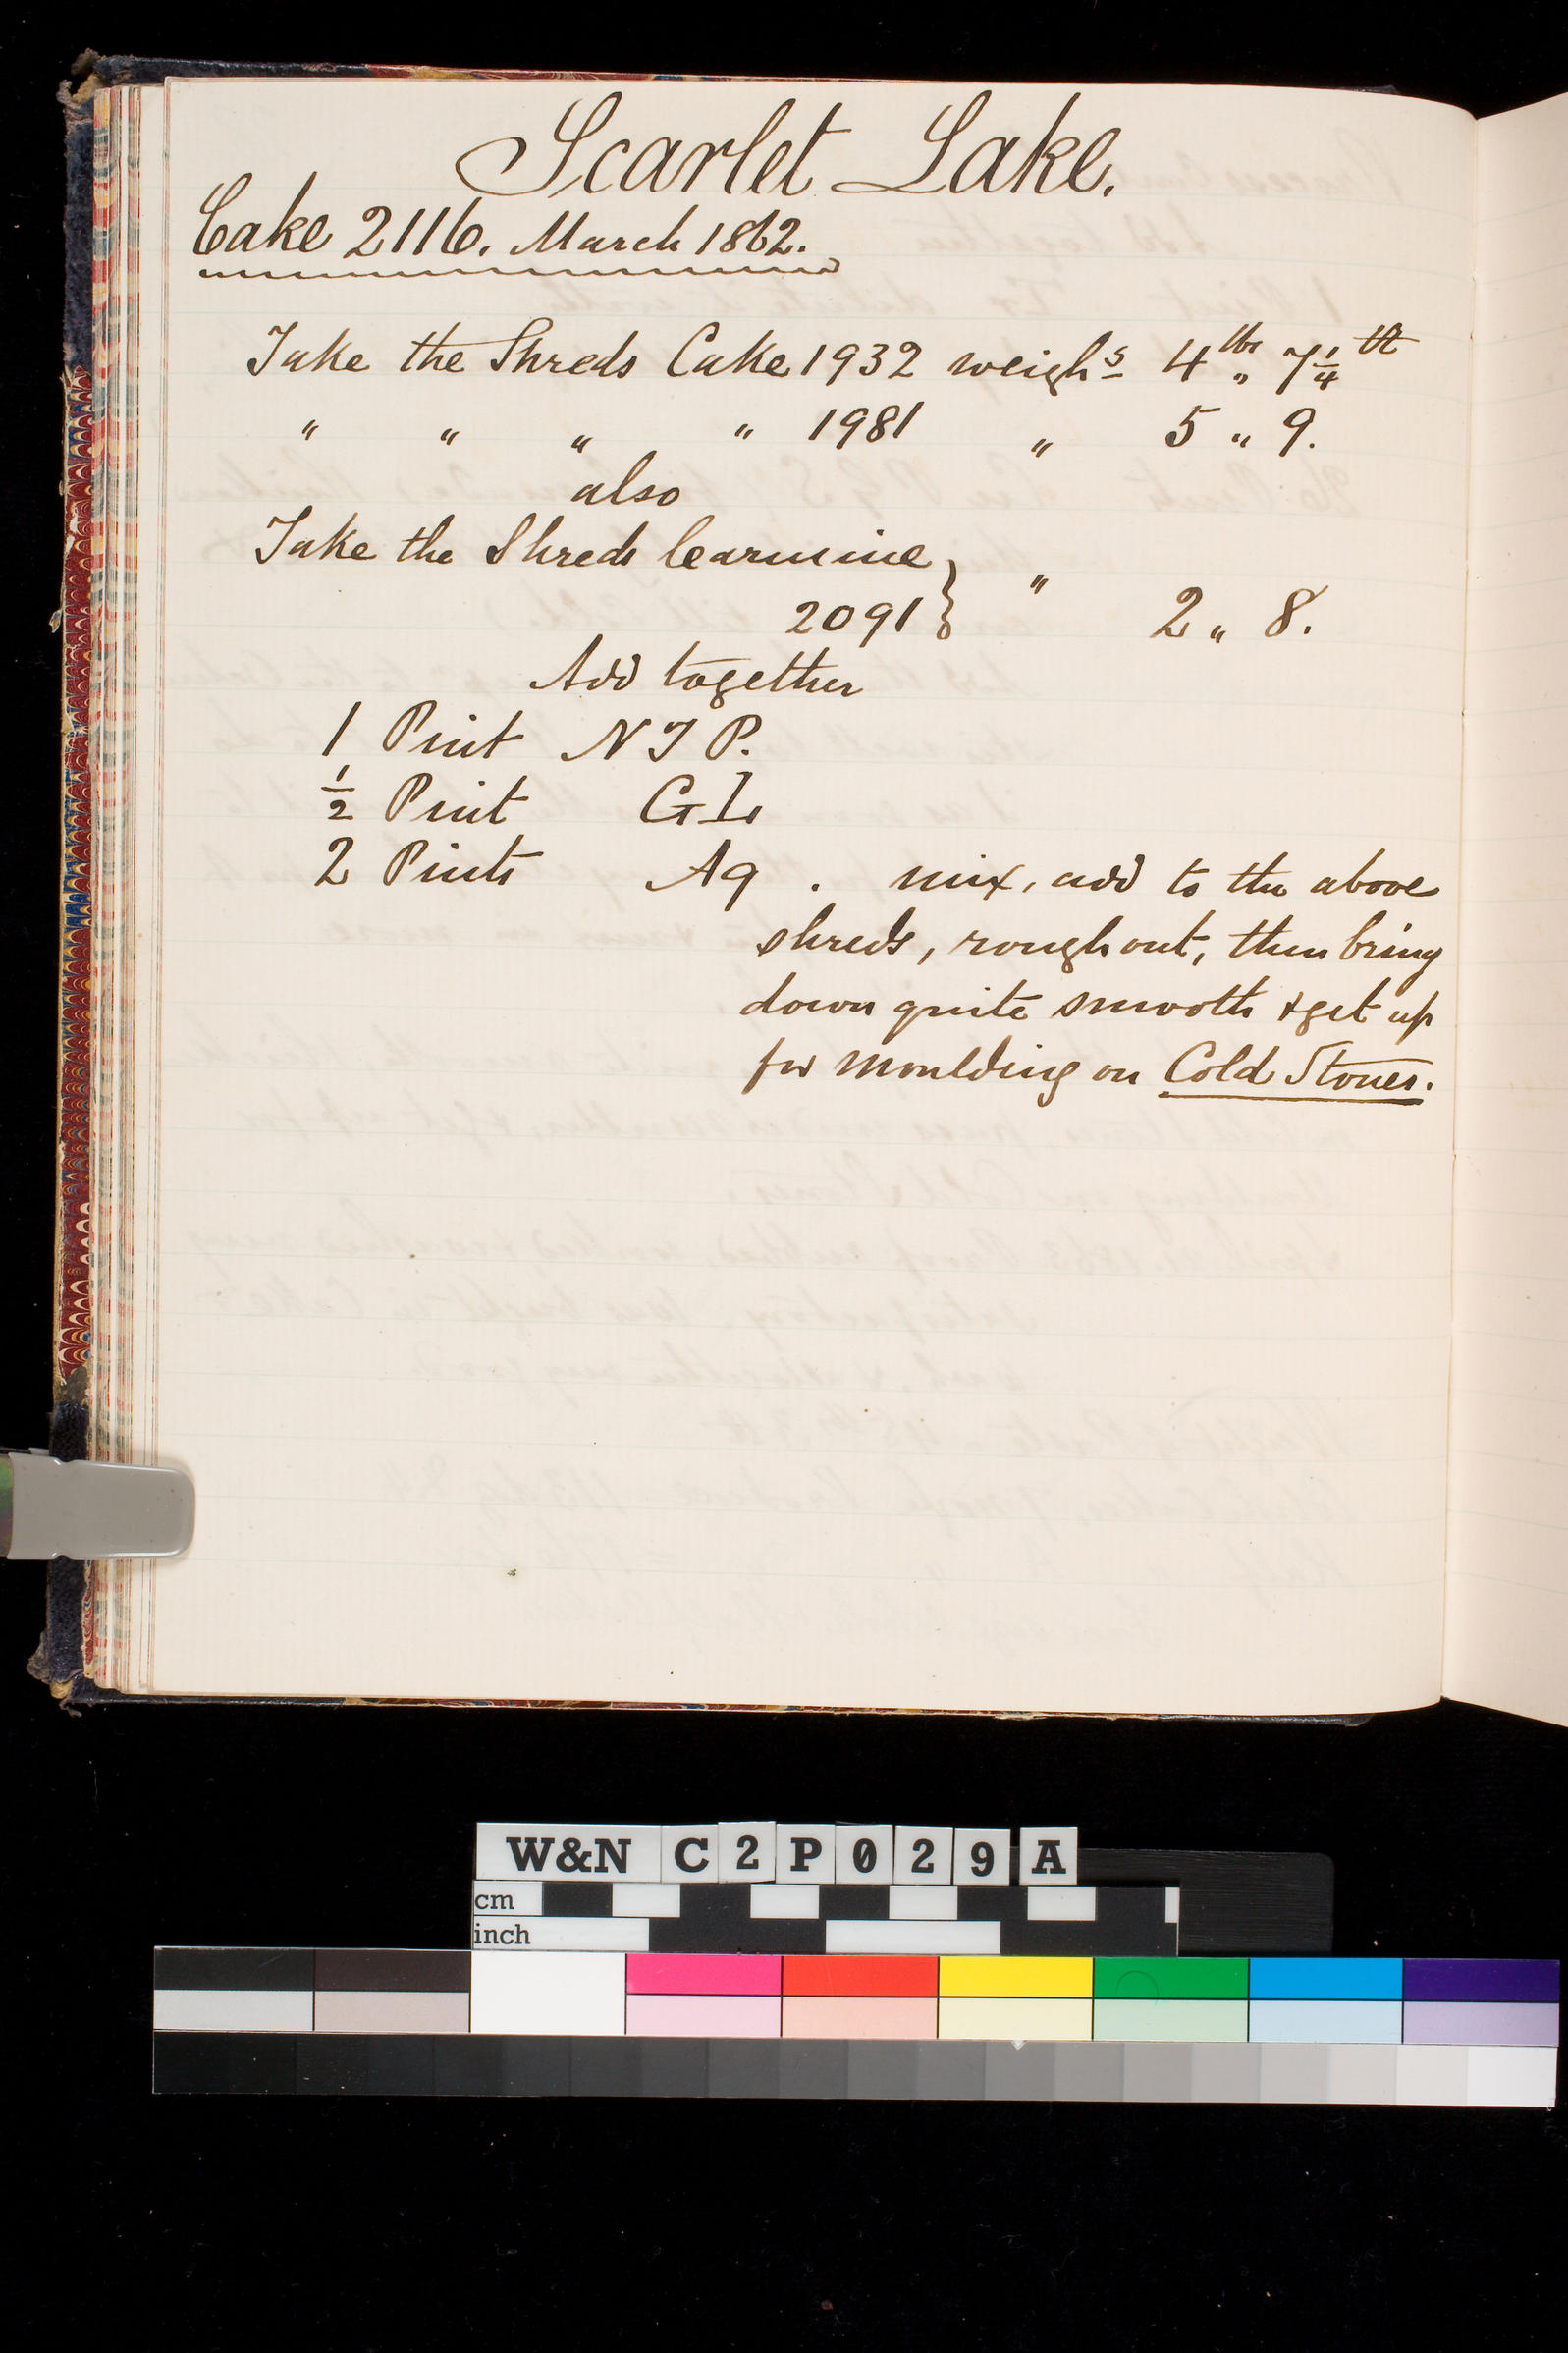 Scarlet Lake.
Cake 2116. March 1862.
Take the Shreds Cake 1932 weighs 4 lbs „ 7 1/4 th
" " " " 1981 " 5 „ 9.
also
Take the Shreds Carmine } " 2 „ 8.
2091
Add together
1 Pint N T P.
1/2 Pint G L
2 Pints Aq . mix, add to the above
shreds, rough out, then bring
down quite smooth & get up
for moulding on Cold Stones.
W&N C2P029A
cm
inch